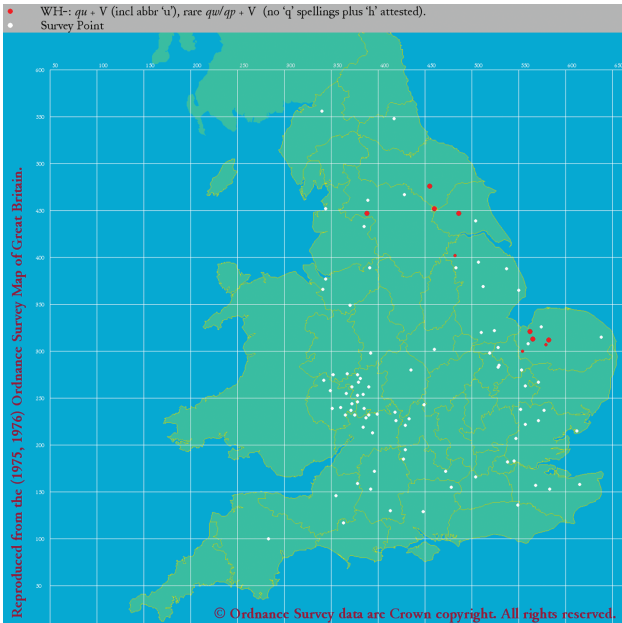 WH-: qu + V (incl abbr ‘u’), rare qw/qp + V (no ‘q’ spellings plus ‘h’ attested).
Survey Point
50 100 150 200 250 300 350 400 450 500 550 600 650
600
550
500
450
400
350
300
250
200
150
100
50
Reproduced from the (1975, 1976) Ordnance Survey Map of Great Britain.
© Ordnance Survey data are Crown copyright. All rights reserved.